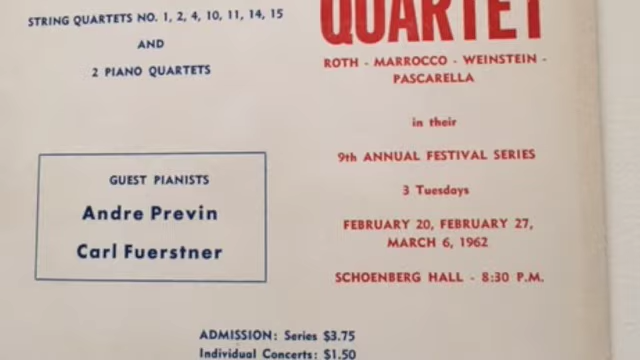 STRING QUARTETS NO. 1, 2, 4, 10, 11, 14, 15
AND
2 PIANO QUARTETS
GUEST PIANISTS
Andre Previn
Carl Fuerstner
QUARTET
ROTH - MARROCCO - WEINSTEIN -
PASCARELLA
in their
9th ANNUAL FESTIVAL SERIES
3 Tuesdays
FEBRUARY 20, FEBRUARY 27,
MARCH 6, 1962
SCHOENBERG HALL - 8:30 P.M.
ADMISSION: Series $3.75
Individual Concerts: $1.50